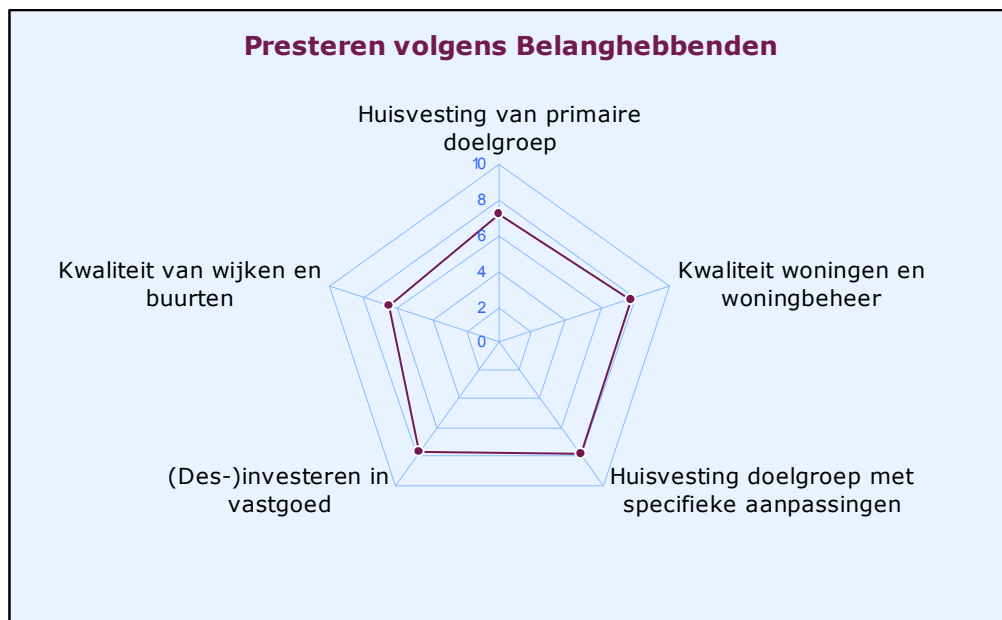 Presteren volgens Belanghebbenden
Huisvesting van primaire
doelgroep
10
8
6
4
2
0
Kwaliteit van wijken en
buurten
Kwaliteit woningen en
woningbeheer
(Des-)investeren in
vastgoed
Huisvesting doelgroep met
specifieke aanpassingen